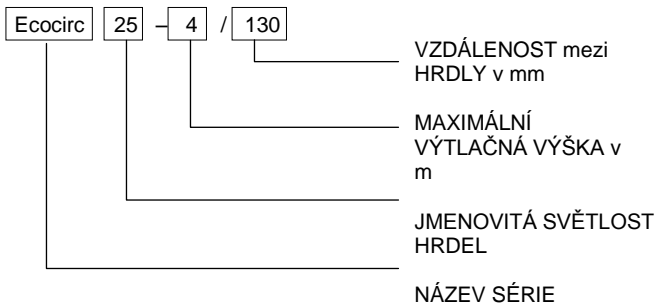 Ecocirc 25 – 4 / 130
VZDÁLENOST mezi
HRDLY v mm
MAXIMÁLNÍ
VÝTLAČNÁ VÝŠKA v
m
JMENOVITÁ SVĚTLOST
HRDEL
NÁZEV SÉRIE